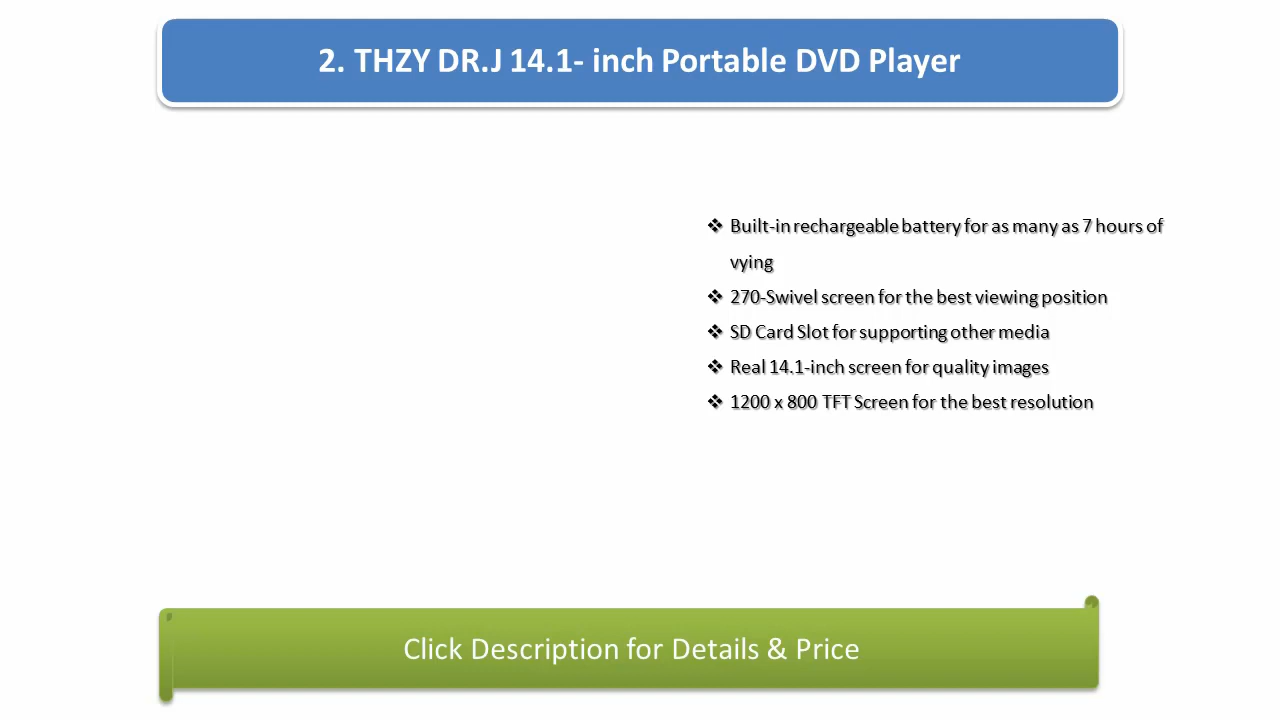 2. THZY DR.J 14.1- inch Portable DVD Player
❖ Built-in rechargeable battery for as many as 7 hours of
vying
❖ 270-Swivel screen for the best viewing position
❖ SD Card Slot for supporting other media
❖ Real 14.1-inch screen for quality images
❖ 1200 x 800 TFT Screen for the best resolution
Click Description for Details & Price